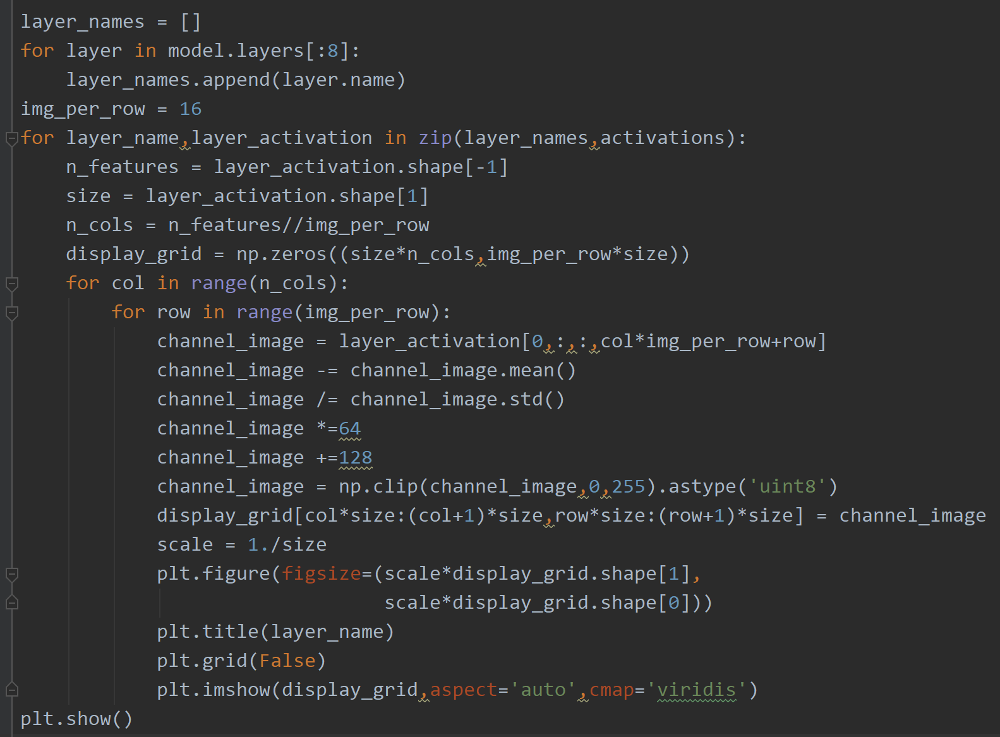 layer_names = []
for layer in model.layers[:8]:
    layer_names.append(layer.name)
img_per_row = 16
for layer_name,layer_activation in zip(layer_names,activations):
    n_features = layer_activation.shape[-1]
    size = layer_activation.shape[1]
    n_cols = n_features//img_per_row
    display_grid = np.zeros((size*n_cols,img_per_row*size))
    for col in range(n_cols):
        for row in range(img_per_row):
            channel_image = layer_activation[0,:,:,col*img_per_row+row]
            channel_image -= channel_image.mean()
            channel_image /= channel_image.std()
            channel_image *=64
            channel_image +=128
            channel_image = np.clip(channel_image,0,255).astype('uint8')
            display_grid[col*size:(col+1)*size,row*size:(row+1)*size] = channel_image
            scale = 1./size
            plt.figure(figsize=(scale*display_grid.shape[1],
                                scale*display_grid.shape[0]))
            plt.title(layer_name)
            plt.grid(False)
            plt.imshow(display_grid,aspect='auto',cmap='viridis')
plt.show()